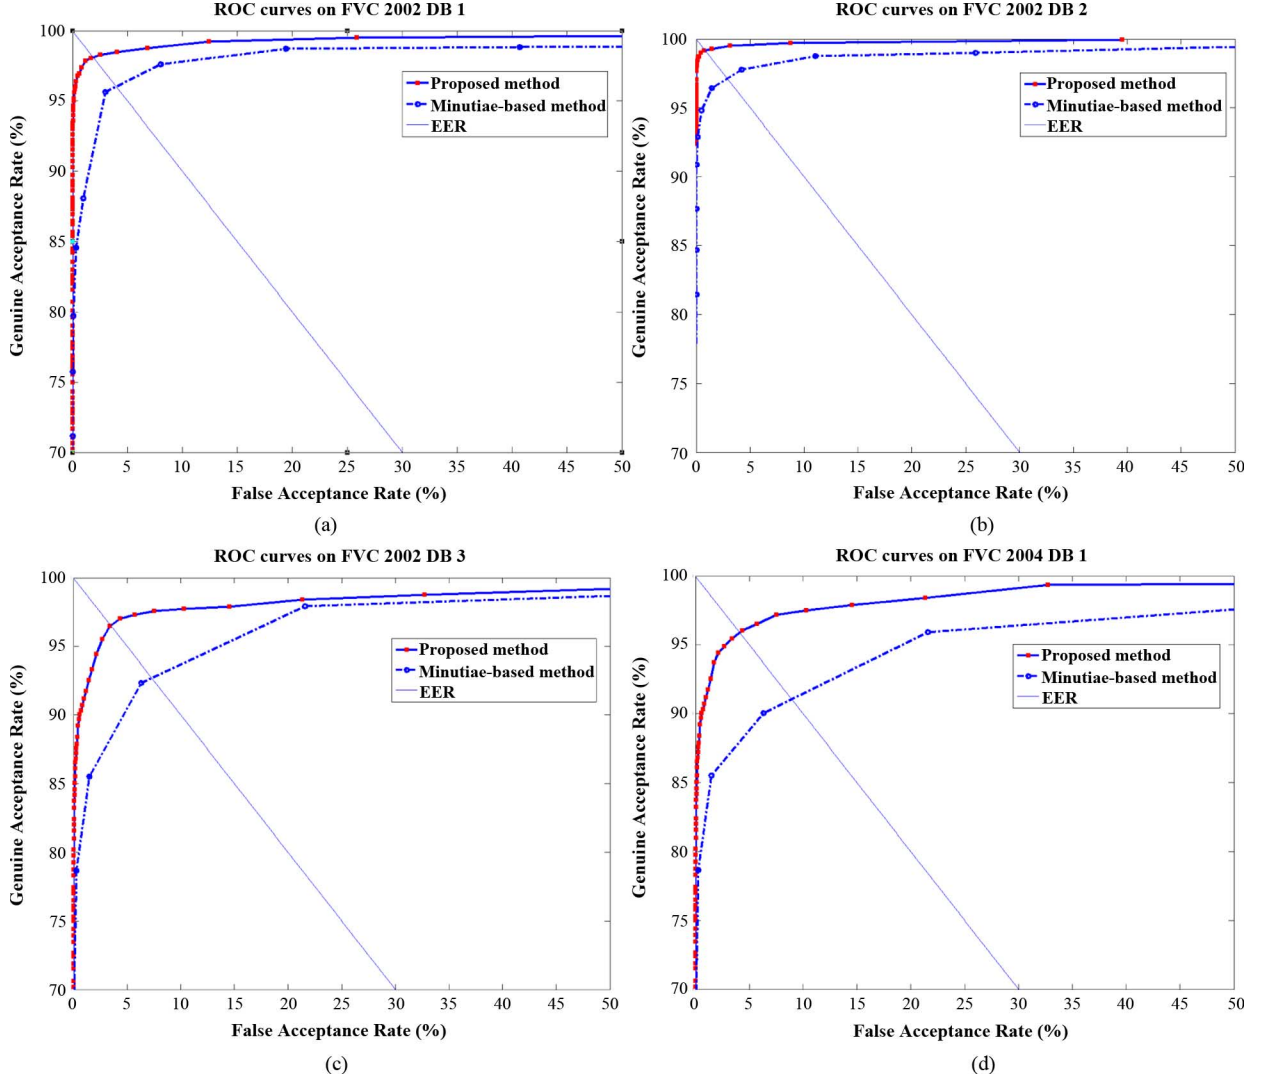 ROC curves on FVC 2002 DB 1
100
95
90
85
80
75
70
Genuine Acceptance Rate (%)
Proposed method
Minutiae-based method
EER
0 5 10 15 20 25 30 35 40 45 50
False Acceptance Rate (%)
(a)
ROC curves on FVC 2002 DB 2
100
95
90
85
80
75
70
Genuine Acceptance Rate (%)
Proposed method
Minutiae-based method
EER
0 5 10 15 20 25 30 35 40 45 50
False Acceptance Rate (%)
(b)
ROC curves on FVC 2002 DB 3
100
95
90
85
80
75
70
Genuine Acceptance Rate (%)
Proposed method
Minutiae-based method
EER
0 5 10 15 20 25 30 35 40 45 50
False Acceptance Rate (%)
(c)
ROC curves on FVC 2004 DB 1
100
95
90
85
80
75
70
Genuine Acceptance Rate (%)
Proposed method
Minutiae-based method
EER
0 5 10 15 20 25 30 35 40 45 50
False Acceptance Rate (%)
(d)